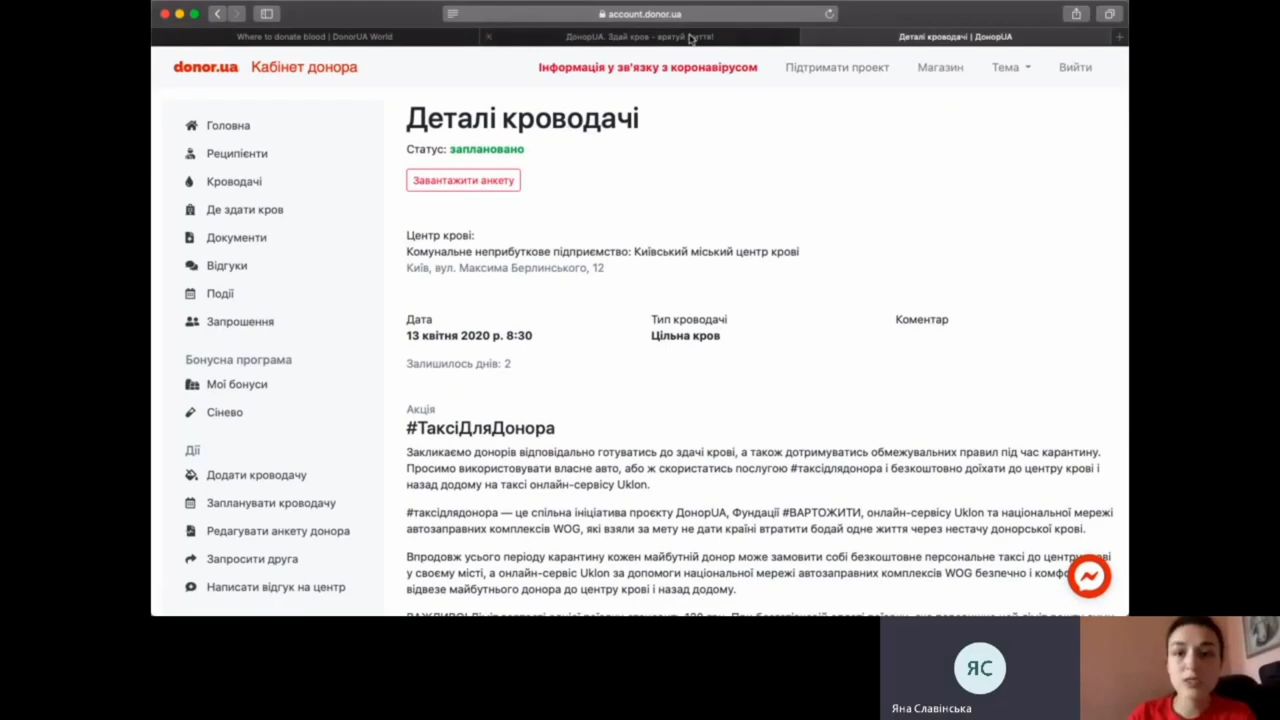 account.donor.ua
Where to donate blood | DonorUA World
ДонорUA. Здай кров - врятуй життя!
Деталі кроводачі | ДонорUA
donor.ua Кабінет донора
Інформація у зв'язку з коронавірусом
Підтримати проект
Магазин
Тема
Вийти
Головна
Реципієнти
Кроводачі
Де здати кров
Документи
Відгуки
Події
Запрошення
Бонусна програма
Мої бонуси
Сінево
Дії
Додати кроводачу
Запланувати кроводачу
Редагувати анкету донора
Запросити друга
Написати відгук на центр
Деталі кроводачі
Статус: заплановано
Завантажити анкету
Центр крові:
Комунальне неприбуткове підприємство: Київський міський центр крові
Київ, вул. Максима Берлинського, 12
Дата
13 квітня 2020 р. 8:30
Тип кроводачі
Цільна кров
Коментар
Залишилось днів: 2
Акція
#ТаксіДляДонора
Закликаємо донорів відповідально готуватись до здачі крові, а також дотримуватись обмежувальних правил під час карантину.
Просимо використовувати власне авто, або ж скористатись послугою #таксідлядонора і безкоштовно доїхати до центру крові і
назад додому на таксі онлайн-сервісу Uklon.
#таксідлядонора — це спільна ініціатива проєкту ДонорUA, Фундації #ВАРТОЖИТИ, онлайн-сервісу Uklon та національної мережі
автозаправних комплексів WOG, які взяли за мету не дати країні втратити бодай одне життя через нестачу донорської крові.
Впродовж усього періоду карантину кожен майбутній донор може замовити собі безкоштовне персональне таксі до центру
у своєму місті, а онлайн-сервіс Uklon за допомоги національної мережі автозаправних комплексів WOG безпечно і
відвезе майбутнього донора до центру крові і назад додому.
ЯС
Яна Славінська